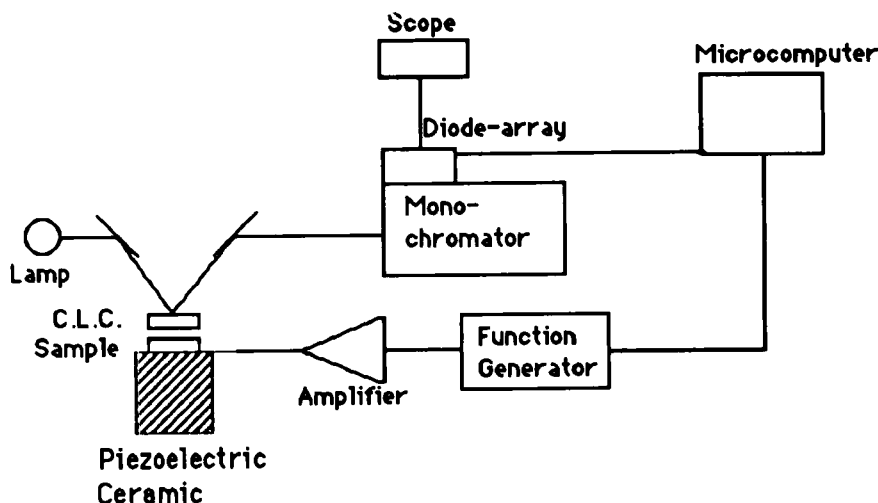 Scope
Microcomputer
Diode-array
Mono-
chromator
Lamp
C.L.C.
Sample
Function
Generator
Amplifier
Piezoelectric
Ceramic